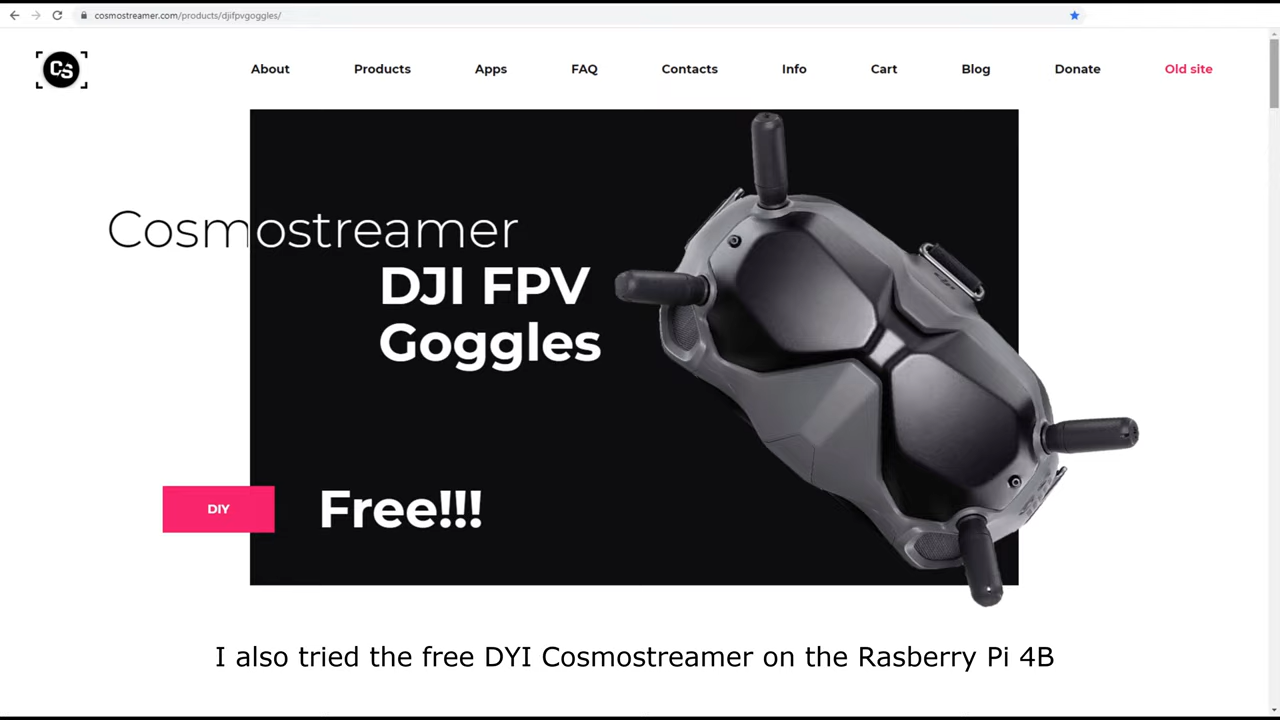 cosmostreamer.com/products/djifpvgoggles/
CS
About Products Apps FAQ Contacts Info Cart Blog Donate Old site
Cosmostreamer
DJI FPV
Goggles
DIY Free!!!
I also tried the free DYI Cosmostreamer on the Rasberry Pi 4B